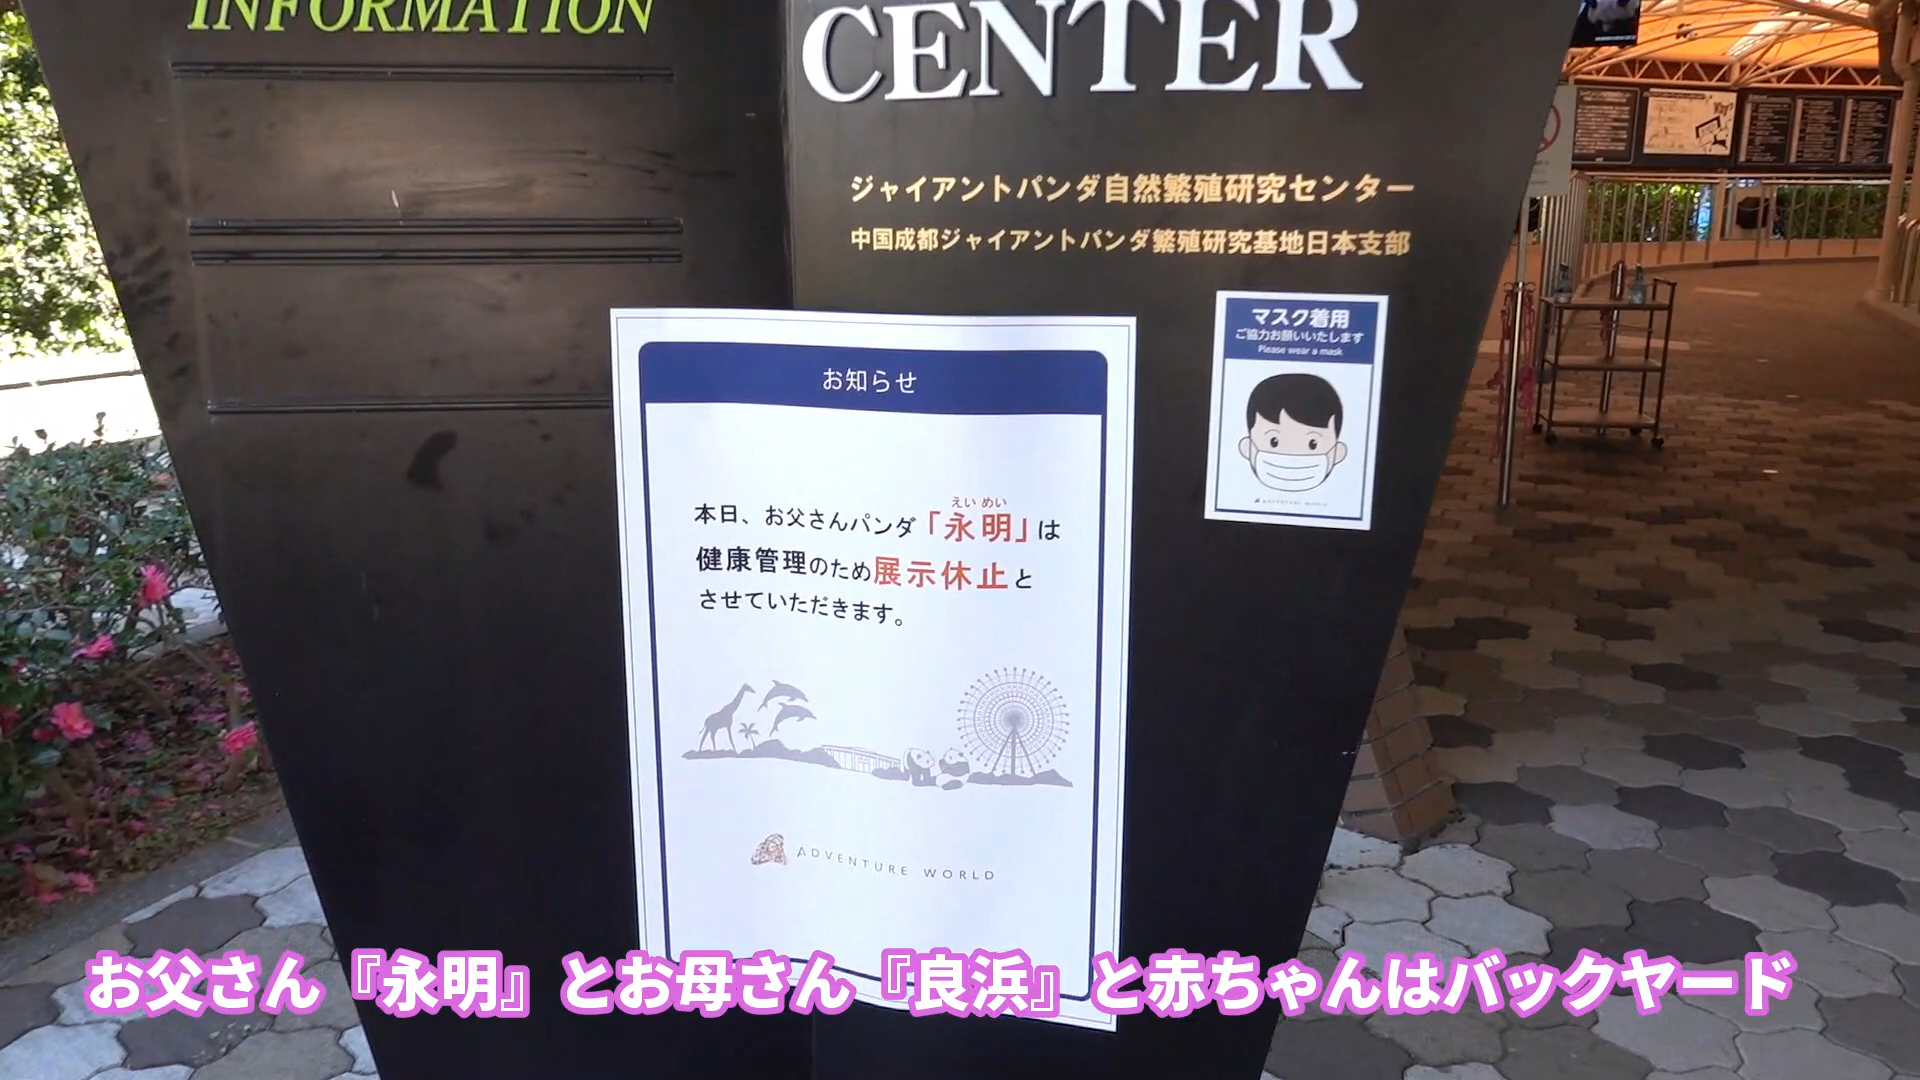 INFORMATION
CENTER
ジャイアントパンダ自然繁殖研究センター
中国成都ジャイアントパンダ繁殖研究基地日本支部
マスク着用
ご協力お願いいたします
Please wear a mask
ADVENTURE WORLD
お知らせ
えい めい
本日、お父さんパンダ「永明」は
健康管理のため展示休止と
させていただきます。
ADVENTURE WORLD
お父さん『永明』とお母さん『良浜』と赤ちゃんはバックヤード